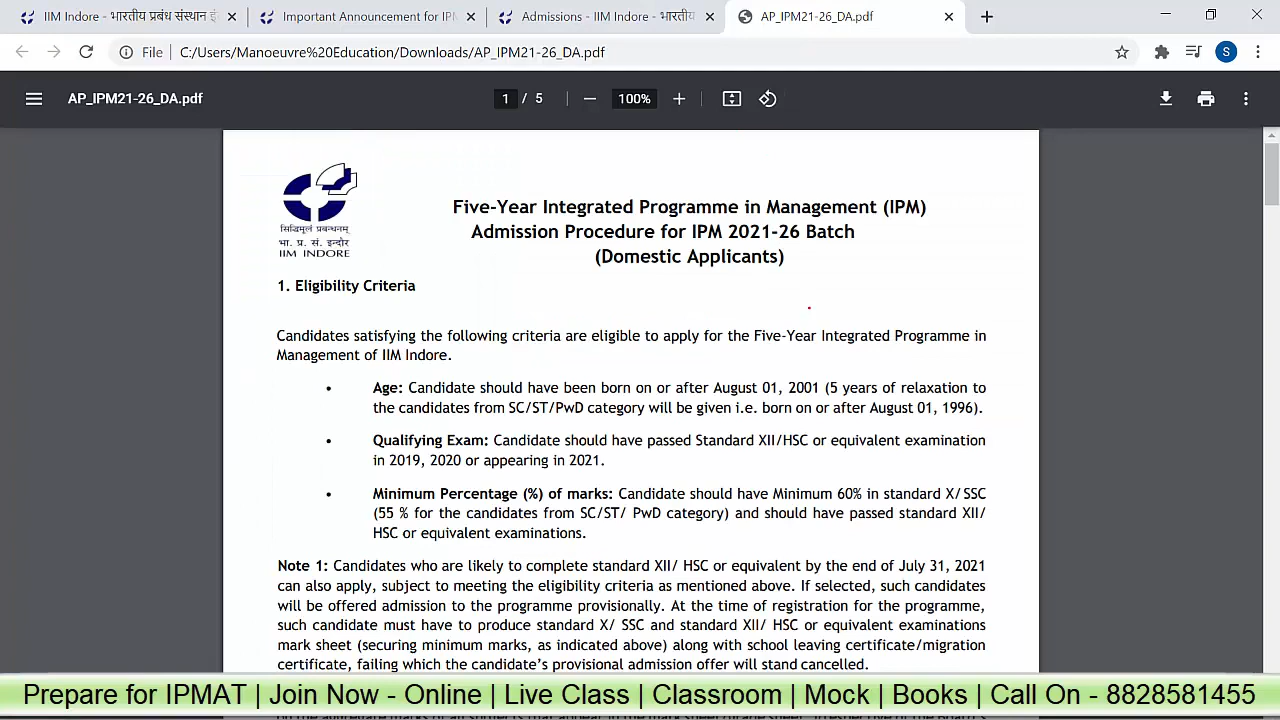 IIM Indore - भारतीय प्रबंध संस्थान इं
Important Announcement for IPM
Admissions - IIM Indore - भारतीय
AP_IPM21-26_DA.pdf
File
C:/Users/Manoeuvre%20Education/Downloads/AP_IPM21-26_DA.pdf
S
AP_IPM21-26_DA.pdf
1 / 5
100%
सिद्धिमूलं प्रबन्धनम्
भा. प्र. सं. इन्दौर
IIM INDORE
Five-Year Integrated Programme in Management (IPM)
Admission Procedure for IPM 2021-26 Batch
(Domestic Applicants)
1. Eligibility Criteria
Candidates satisfying the following criteria are eligible to apply for the Five-Year Integrated Programme in
Management of IIM Indore.
• Age: Candidate should have been born on or after August 01, 2001 (5 years of relaxation to
the candidates from SC/ST/PwD category will be given i.e. born on or after August 01, 1996).
• Qualifying Exam: Candidate should have passed Standard XII/HSC or equivalent examination
in 2019, 2020 or appearing in 2021.
• Minimum Percentage (%) of marks: Candidate should have Minimum 60% in standard X/SSC
(55 % for the candidates from SC/ST/ PwD category) and should have passed standard XII/
HSC or equivalent examinations.
Note 1: Candidates who are likely to complete standard XII/ HSC or equivalent by the end of July 31, 2021
can also apply, subject to meeting the eligibility criteria as mentioned above. If selected, such candidates
will be offered admission to the programme provisionally. At the time of registration for the programme,
such candidate must have to produce standard X/ SSC and standard XII/ HSC or equivalent examinations
mark sheet (securing minimum marks, as indicated above) along with school leaving certificate/migration
certificate, failing which the candidate's provisional admission offer will stand cancelled.
Prepare for IPMAT | Join Now - Online | Live Class | Classroom | Mock | Books | Call On - 8828581455